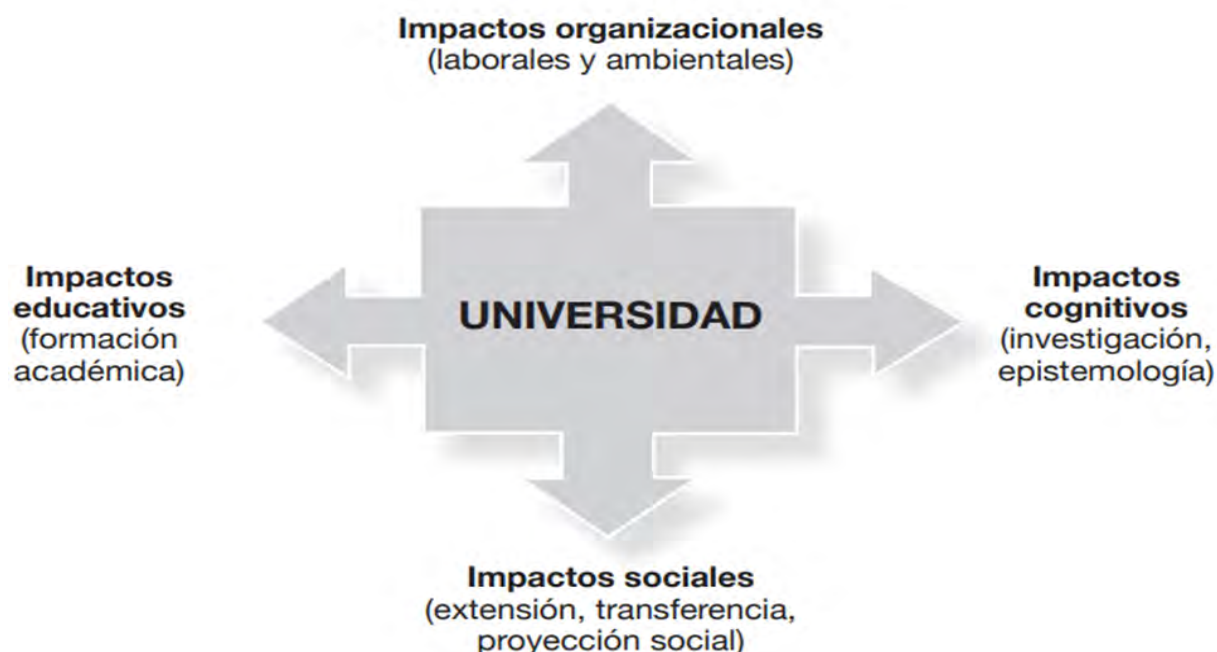 Impactos organizacionales
(laborales y ambientales)
Impactos
educativos
(formación
académica)
UNIVERSIDAD
Impactos
cognitivos
(investigación,
epistemología)
Impactos sociales
(extensión, transferencia,
proyección social)